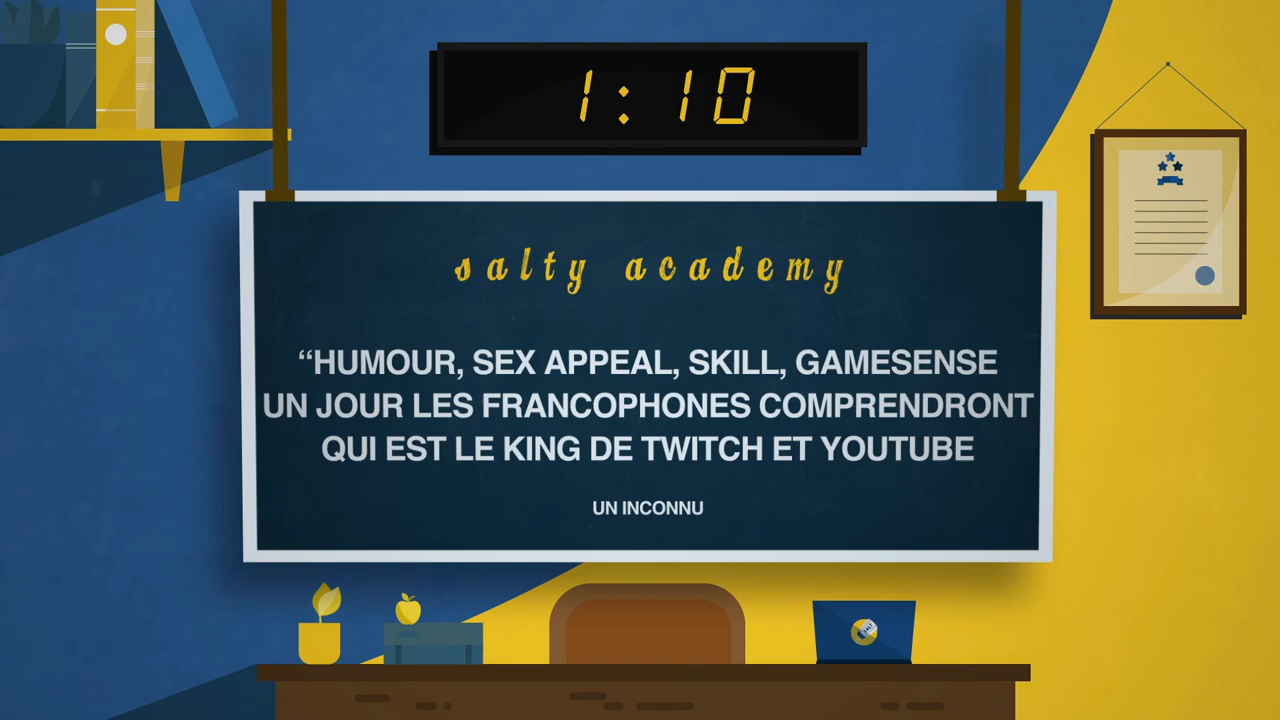 1:10
salty academy
“HUMOUR, SEX APPEAL, SKILL, GAMESENSE
UN JOUR LES FRANCOPHONES COMPRENDRONT
QUI EST LE KING DE TWITCH ET YOUTUBE
UN INCONNU